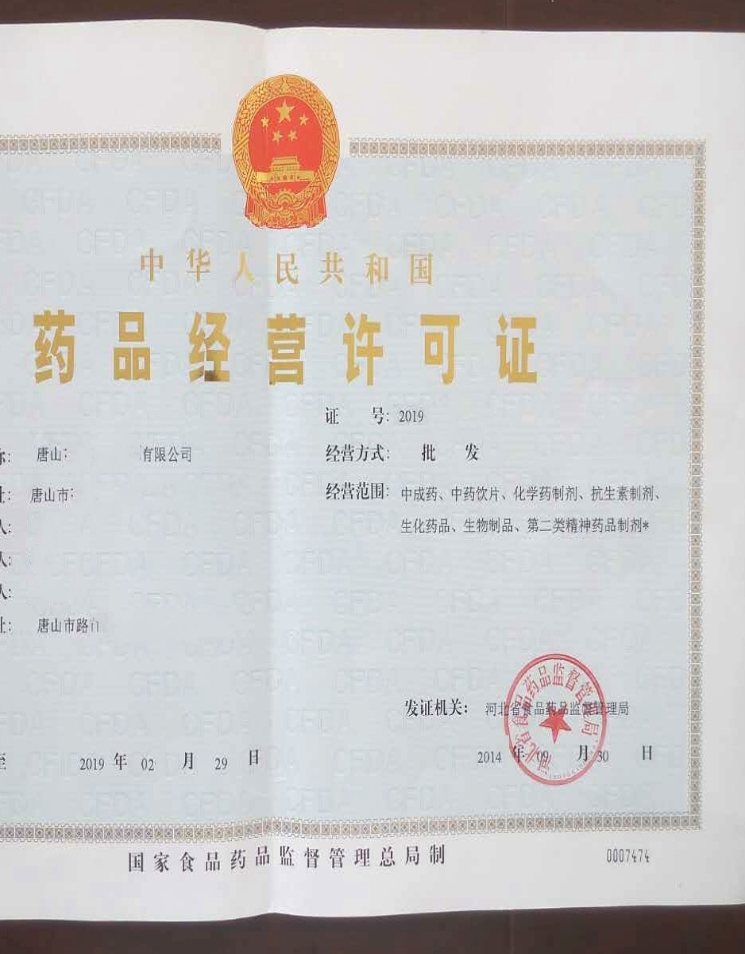 中华人民共和国
药品经营许可证
证 号: 2019
称: 唐山 有限公司
经营方式: 批 发
址: 唐山市
经营范围: 中成药、中药饮片、化学药制剂、抗生素制剂、
生化药品、生物制品、第二类精神药品制剂*
人:
人:
人:
址: 唐山市路
发证机关: 河北省食品药品监督管理局
河北省食品药品监督管理局
至 2019 年 02 月 29 日
2014 年 09 月 30 日
国家食品药品监督管理总局制
0007474